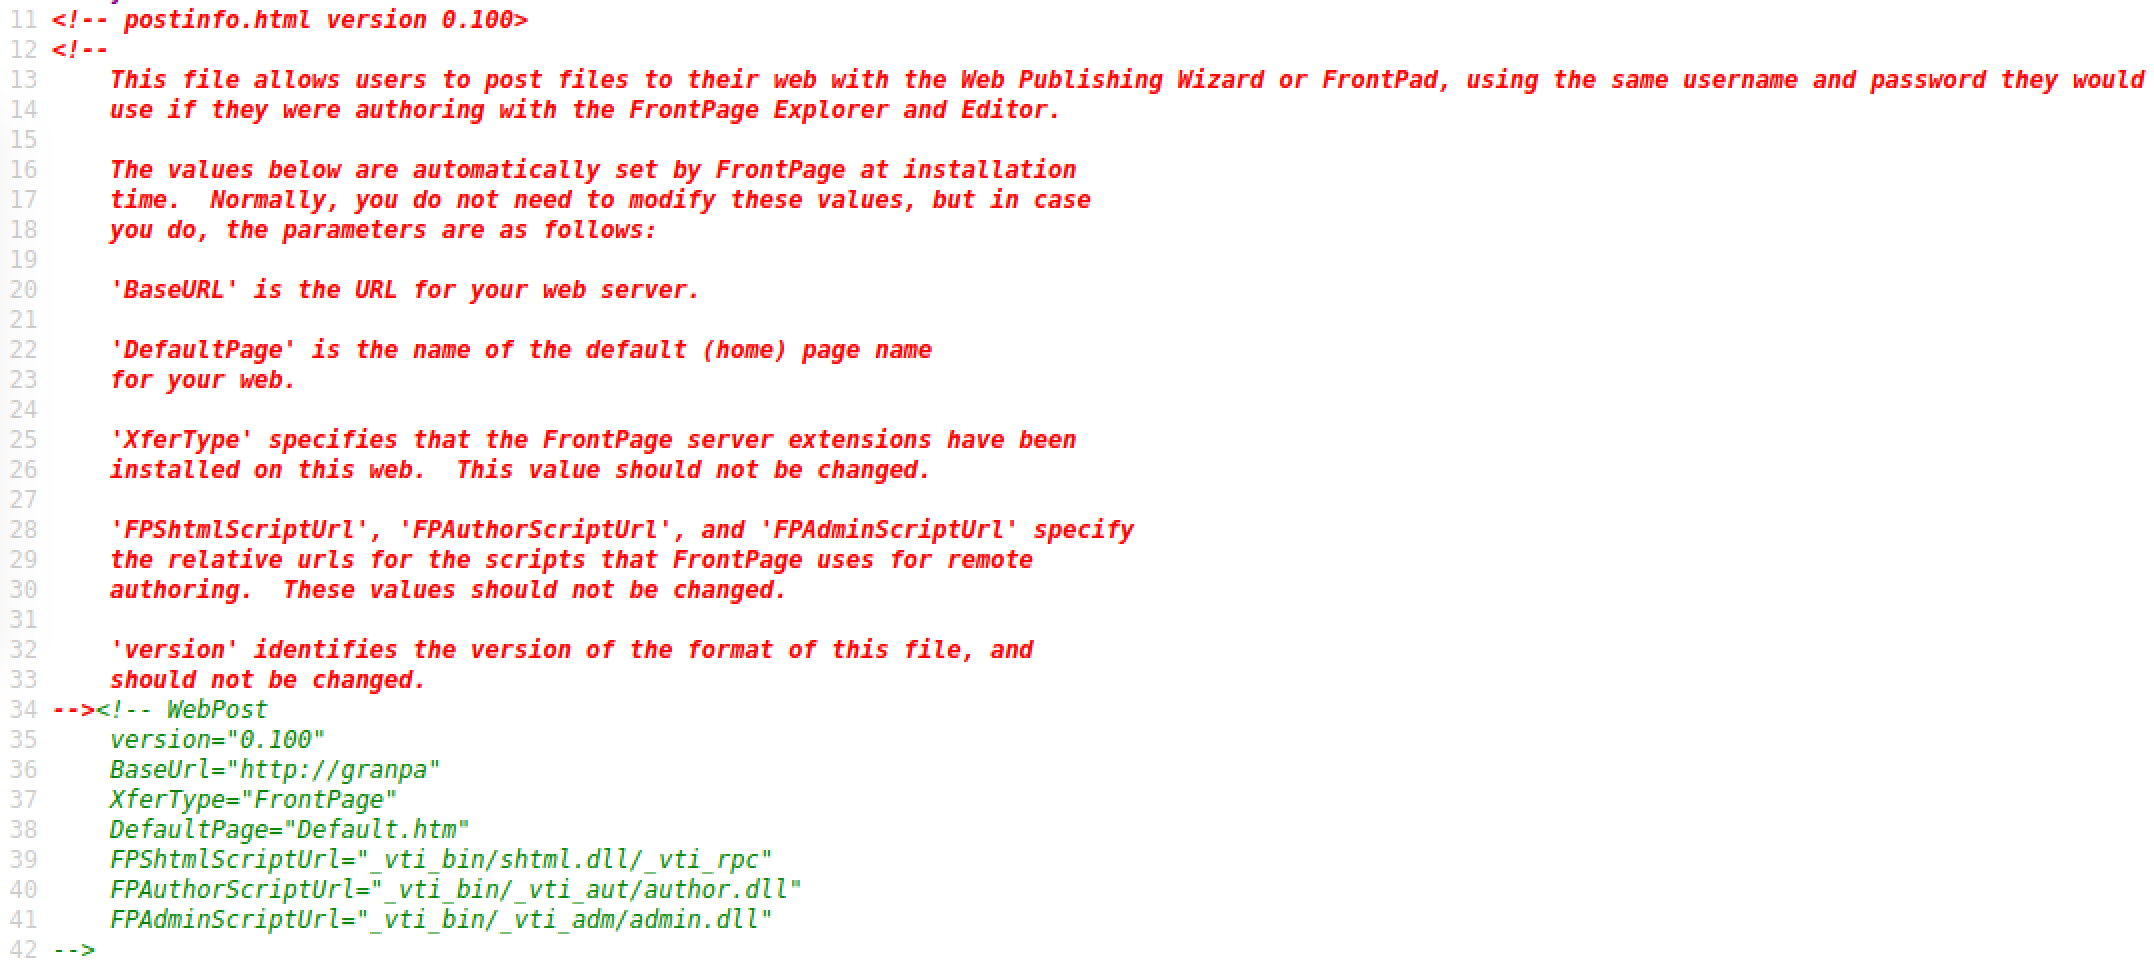 11 <!-- postinfo.html version 0.100>
12 <!--
13     This file allows users to post files to their web with the Web Publishing Wizard or FrontPad, using the same username and password they would
14     use if they were authoring with the FrontPage Explorer and Editor.
15
16     The values below are automatically set by FrontPage at installation
17     time.  Normally, you do not need to modify these values, but in case
18     you do, the parameters are as follows:
19
20     'BaseURL' is the URL for your web server.
21
22     'DefaultPage' is the name of the default (home) page name
23     for your web.
24
25     'XferType' specifies that the FrontPage server extensions have been
26     installed on this web.  This value should not be changed.
27
28     'FPShtmlScriptUrl', 'FPAuthorScriptUrl', and 'FPAdminScriptUrl' specify
29     the relative urls for the scripts that FrontPage uses for remote
30     authoring.  These values should not be changed.
31
32     'version' identifies the version of the format of this file, and
33     should not be changed.
34 --><!-- WebPost
35     version="0.100"
36     BaseUrl="http://granpa"
37     XferType="FrontPage"
38     DefaultPage="Default.htm"
39     FPShtmlScriptUrl="_vti_bin/shtml.dll/_vti_rpc"
40     FPAuthorScriptUrl="_vti_bin/_vti_aut/author.dll"
41     FPAdminScriptUrl="_vti_bin/_vti_adm/admin.dll"
42 -->